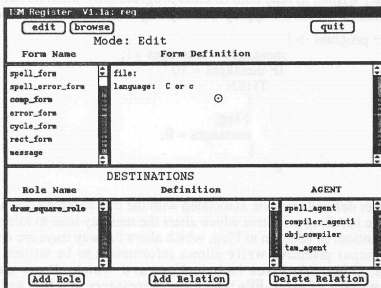 ISM Register V1.1a: reg
edit browse quit
Mode: Edit
Form Name Form Definition
spell_form
spell_error_form
comp_form
error_form
cycle_form
rect_form
message
file:
language: C or c
DESTINATIONS
Role Name Definition AGENT
draw_square_role
spell_agent
compiler_agent1
obj_compiler
tam_agent
Add Role Add Relation Delete Relation